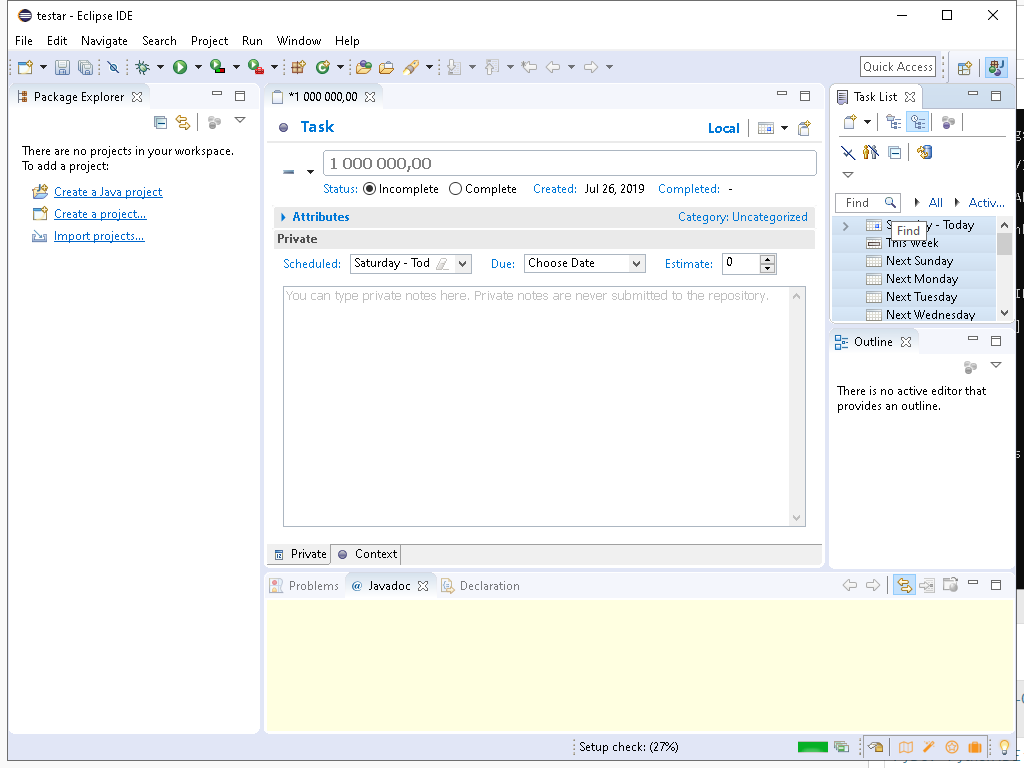 testar - Eclipse IDE
File Edit Navigate Search Project Run Window Help
Quick Access
Package Explorer
There are no projects in your workspace.
To add a project:
Create a Java project
Create a project...
Import projects...
*1 000 000,00
Task
Local
1 000 000,00
Status: Incomplete Complete Created: Jul 26, 2019 Completed: -
Attributes
Category: Uncategorized
Private
Scheduled: Saturday - Tod Due: Choose Date Estimate: 0
You can type private notes here. Private notes are never submitted to the repository.
Private Context
Problems @ Javadoc Declaration
Task List
Find All Activ...
- Today
Find
This Week
Next Sunday
Next Monday
Next Tuesday
Next Wednesday
Outline
There is no active editor that
provides an outline.
Setup check: (27%)